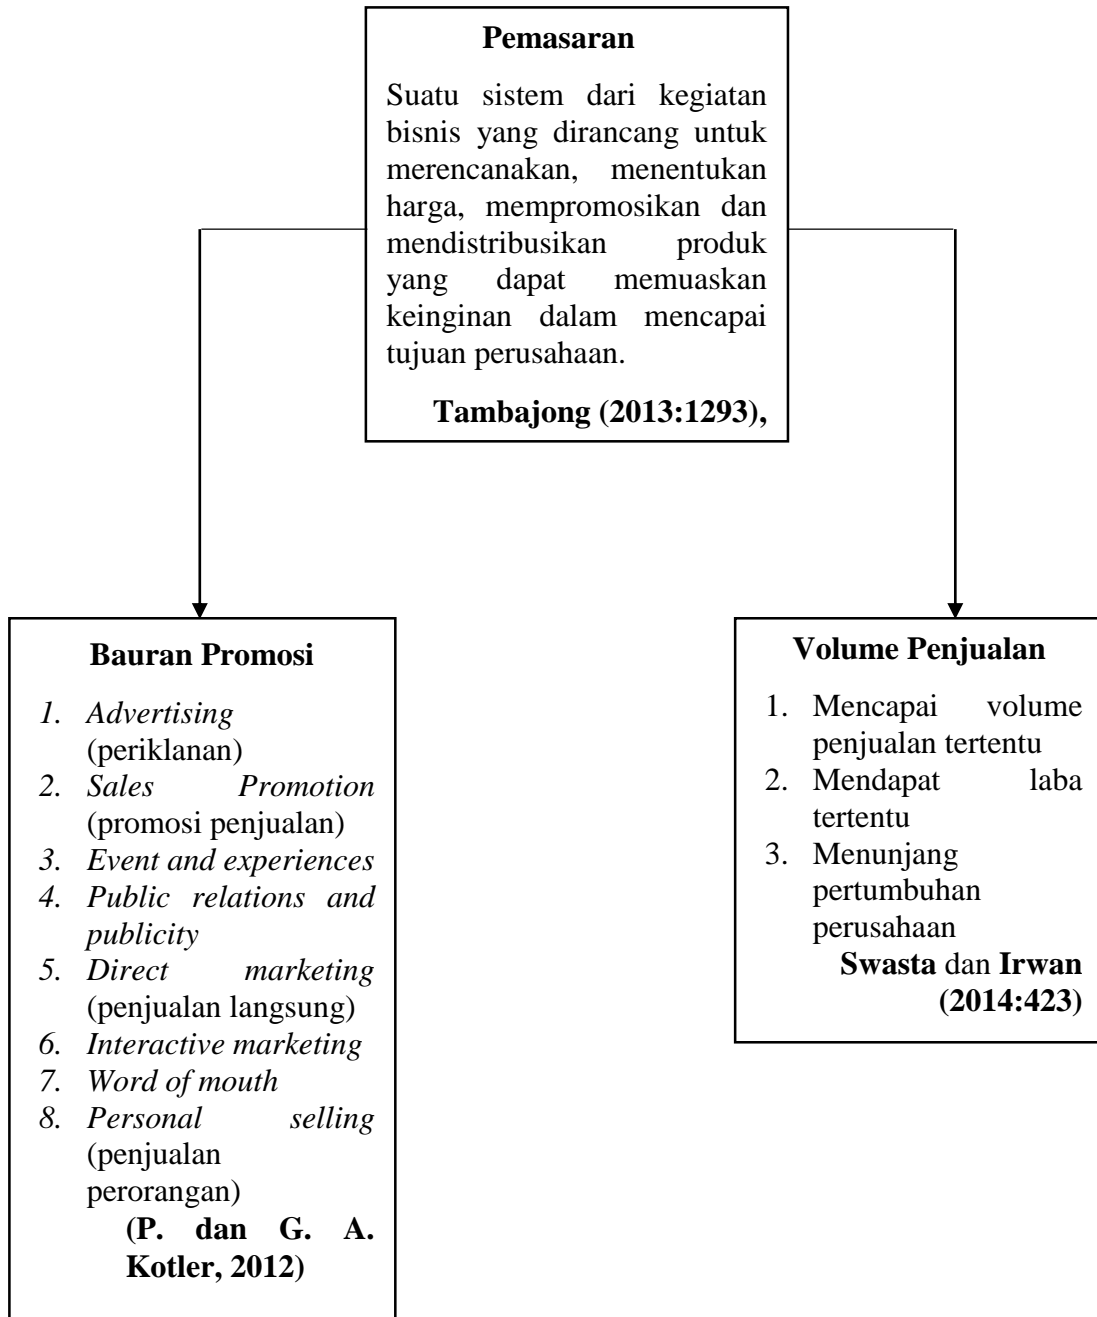 Pemasaran
Suatu sistem dari kegiatan
bisnis yang dirancang untuk
merencanakan, menentukan
harga, mempromosikan dan
mendistribusikan produk
yang dapat memuaskan
keinginan dalam mencapai
tujuan perusahaan.
Tambajong (2013:1293),
Bauran Promosi
1. Advertising
(periklanan)
2. Sales Promotion
(promosi penjualan)
3. Event and experiences
4. Public relations and
publicity
5. Direct marketing
(penjualan langsung)
6. Interactive marketing
7. Word of mouth
8. Personal selling
(penjualan
perorangan)
(P. dan G. A.
Kotler, 2012)
Volume Penjualan
1. Mencapai volume
penjualan tertentu
2. Mendapat laba
tertentu
3. Menunjang
pertumbuhan
perusahaan
Swasta dan Irwan
(2014:423)